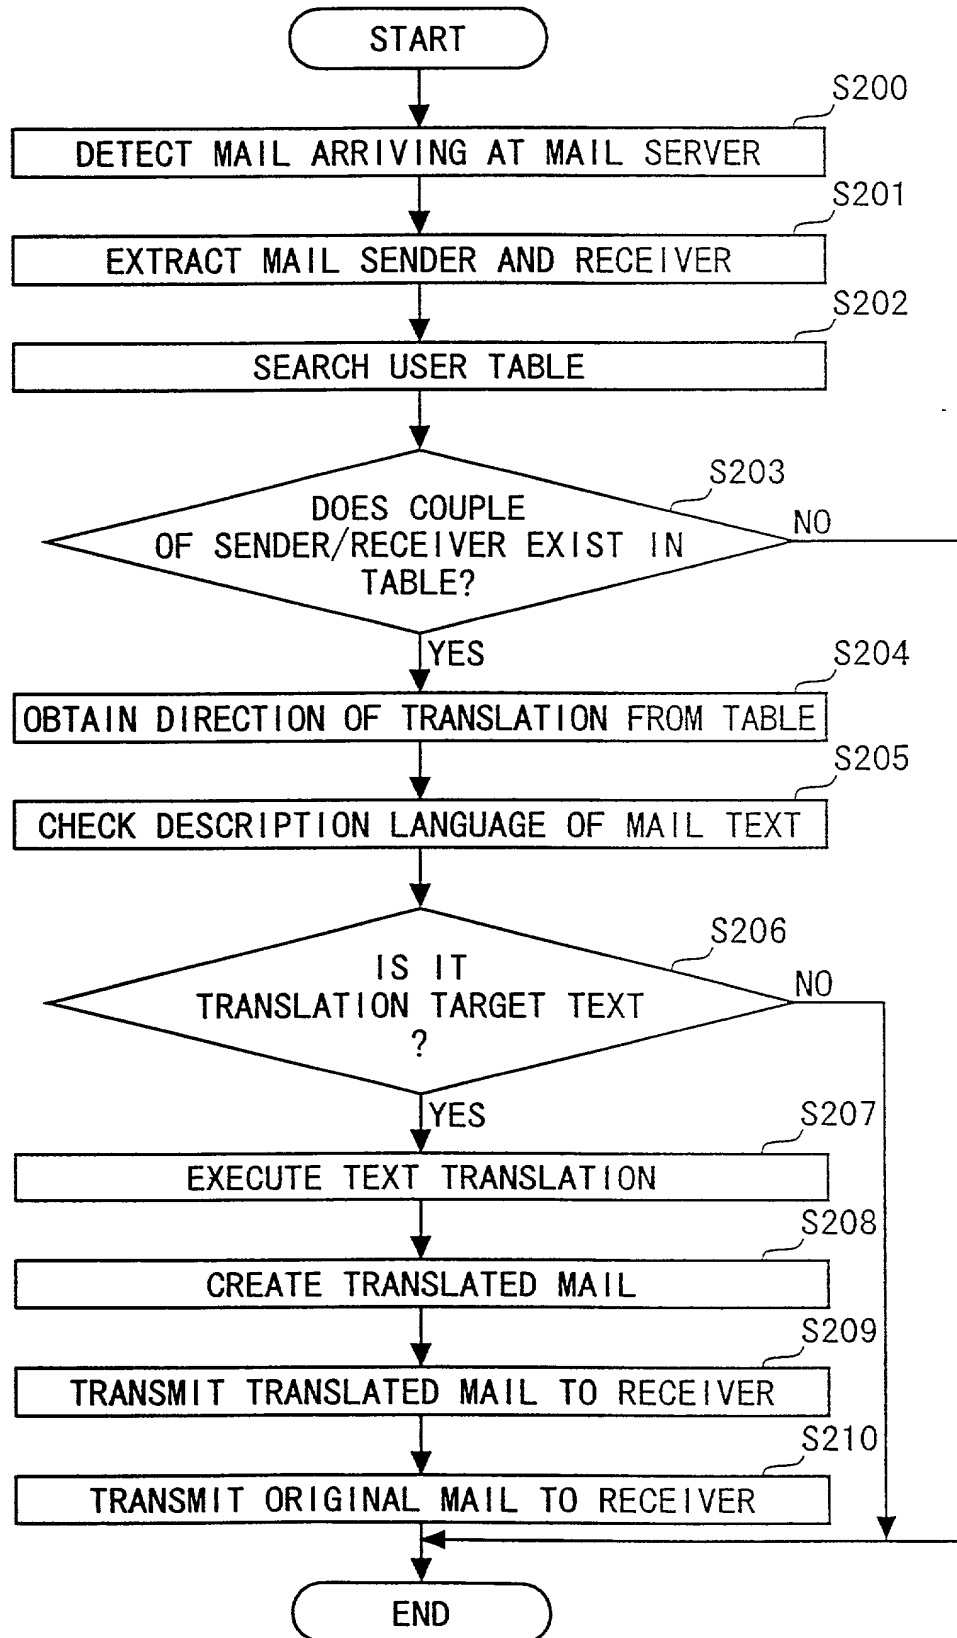 START
S200
DETECT MAIL ARRIVING AT MAIL SERVER
S201
EXTRACT MAIL SENDER AND RECEIVER
S202
SEARCH USER TABLE
S203
DOES COUPLE
OF SENDER/RECEIVER EXIST IN
TABLE?
NO
YES
S204
OBTAIN DIRECTION OF TRANSLATION FROM TABLE
S205
CHECK DESCRIPTION LANGUAGE OF MAIL TEXT
S206
IS IT
TRANSLATION TARGET TEXT
?
NO
YES
S207
EXECUTE TEXT TRANSLATION
S208
CREATE TRANSLATED MAIL
S209
TRANSMIT TRANSLATED MAIL TO RECEIVER
S210
TRANSMIT ORIGINAL MAIL TO RECEIVER
END